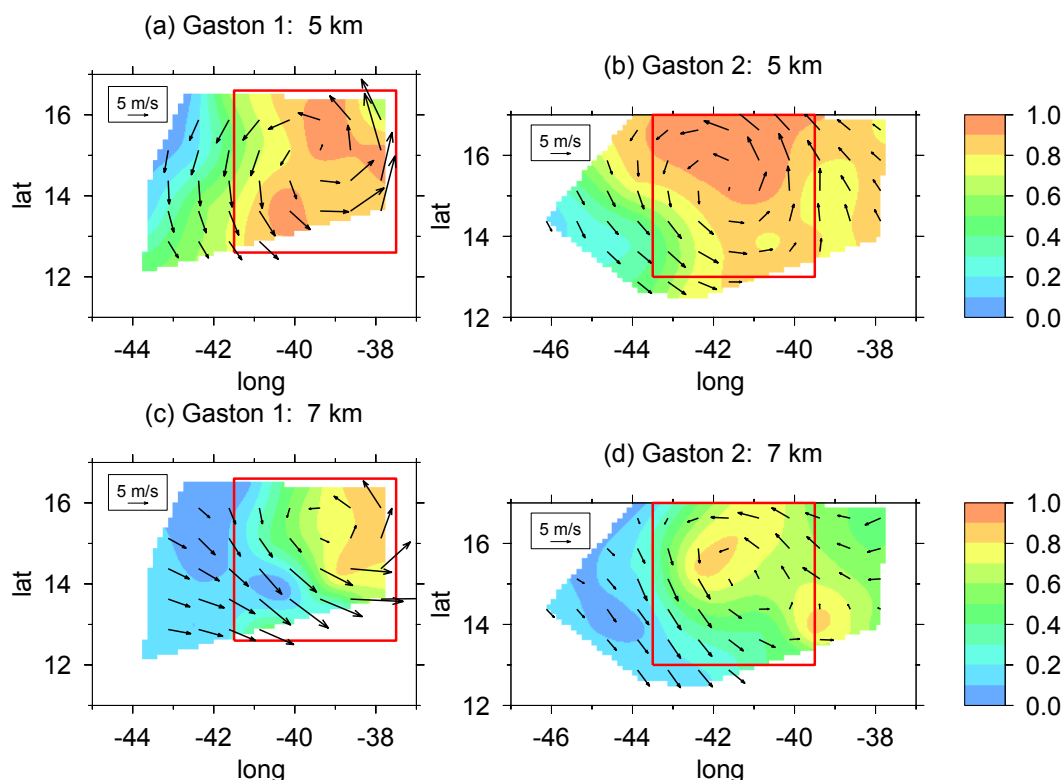 (a) Gaston 1: 5 km
5 m/s
16
14
12
lat
-44 -42 -40 -38
long
(b) Gaston 2: 5 km
5 m/s
16
14
12
lat
-46 -44 -42 -40 -38
long
1.0
0.8
0.6
0.4
0.2
0.0
(c) Gaston 1: 7 km
5 m/s
16
14
12
lat
-44 -42 -40 -38
long
(d) Gaston 2: 7 km
5 m/s
16
14
12
lat
-46 -44 -42 -40 -38
long
1.0
0.8
0.6
0.4
0.2
0.0